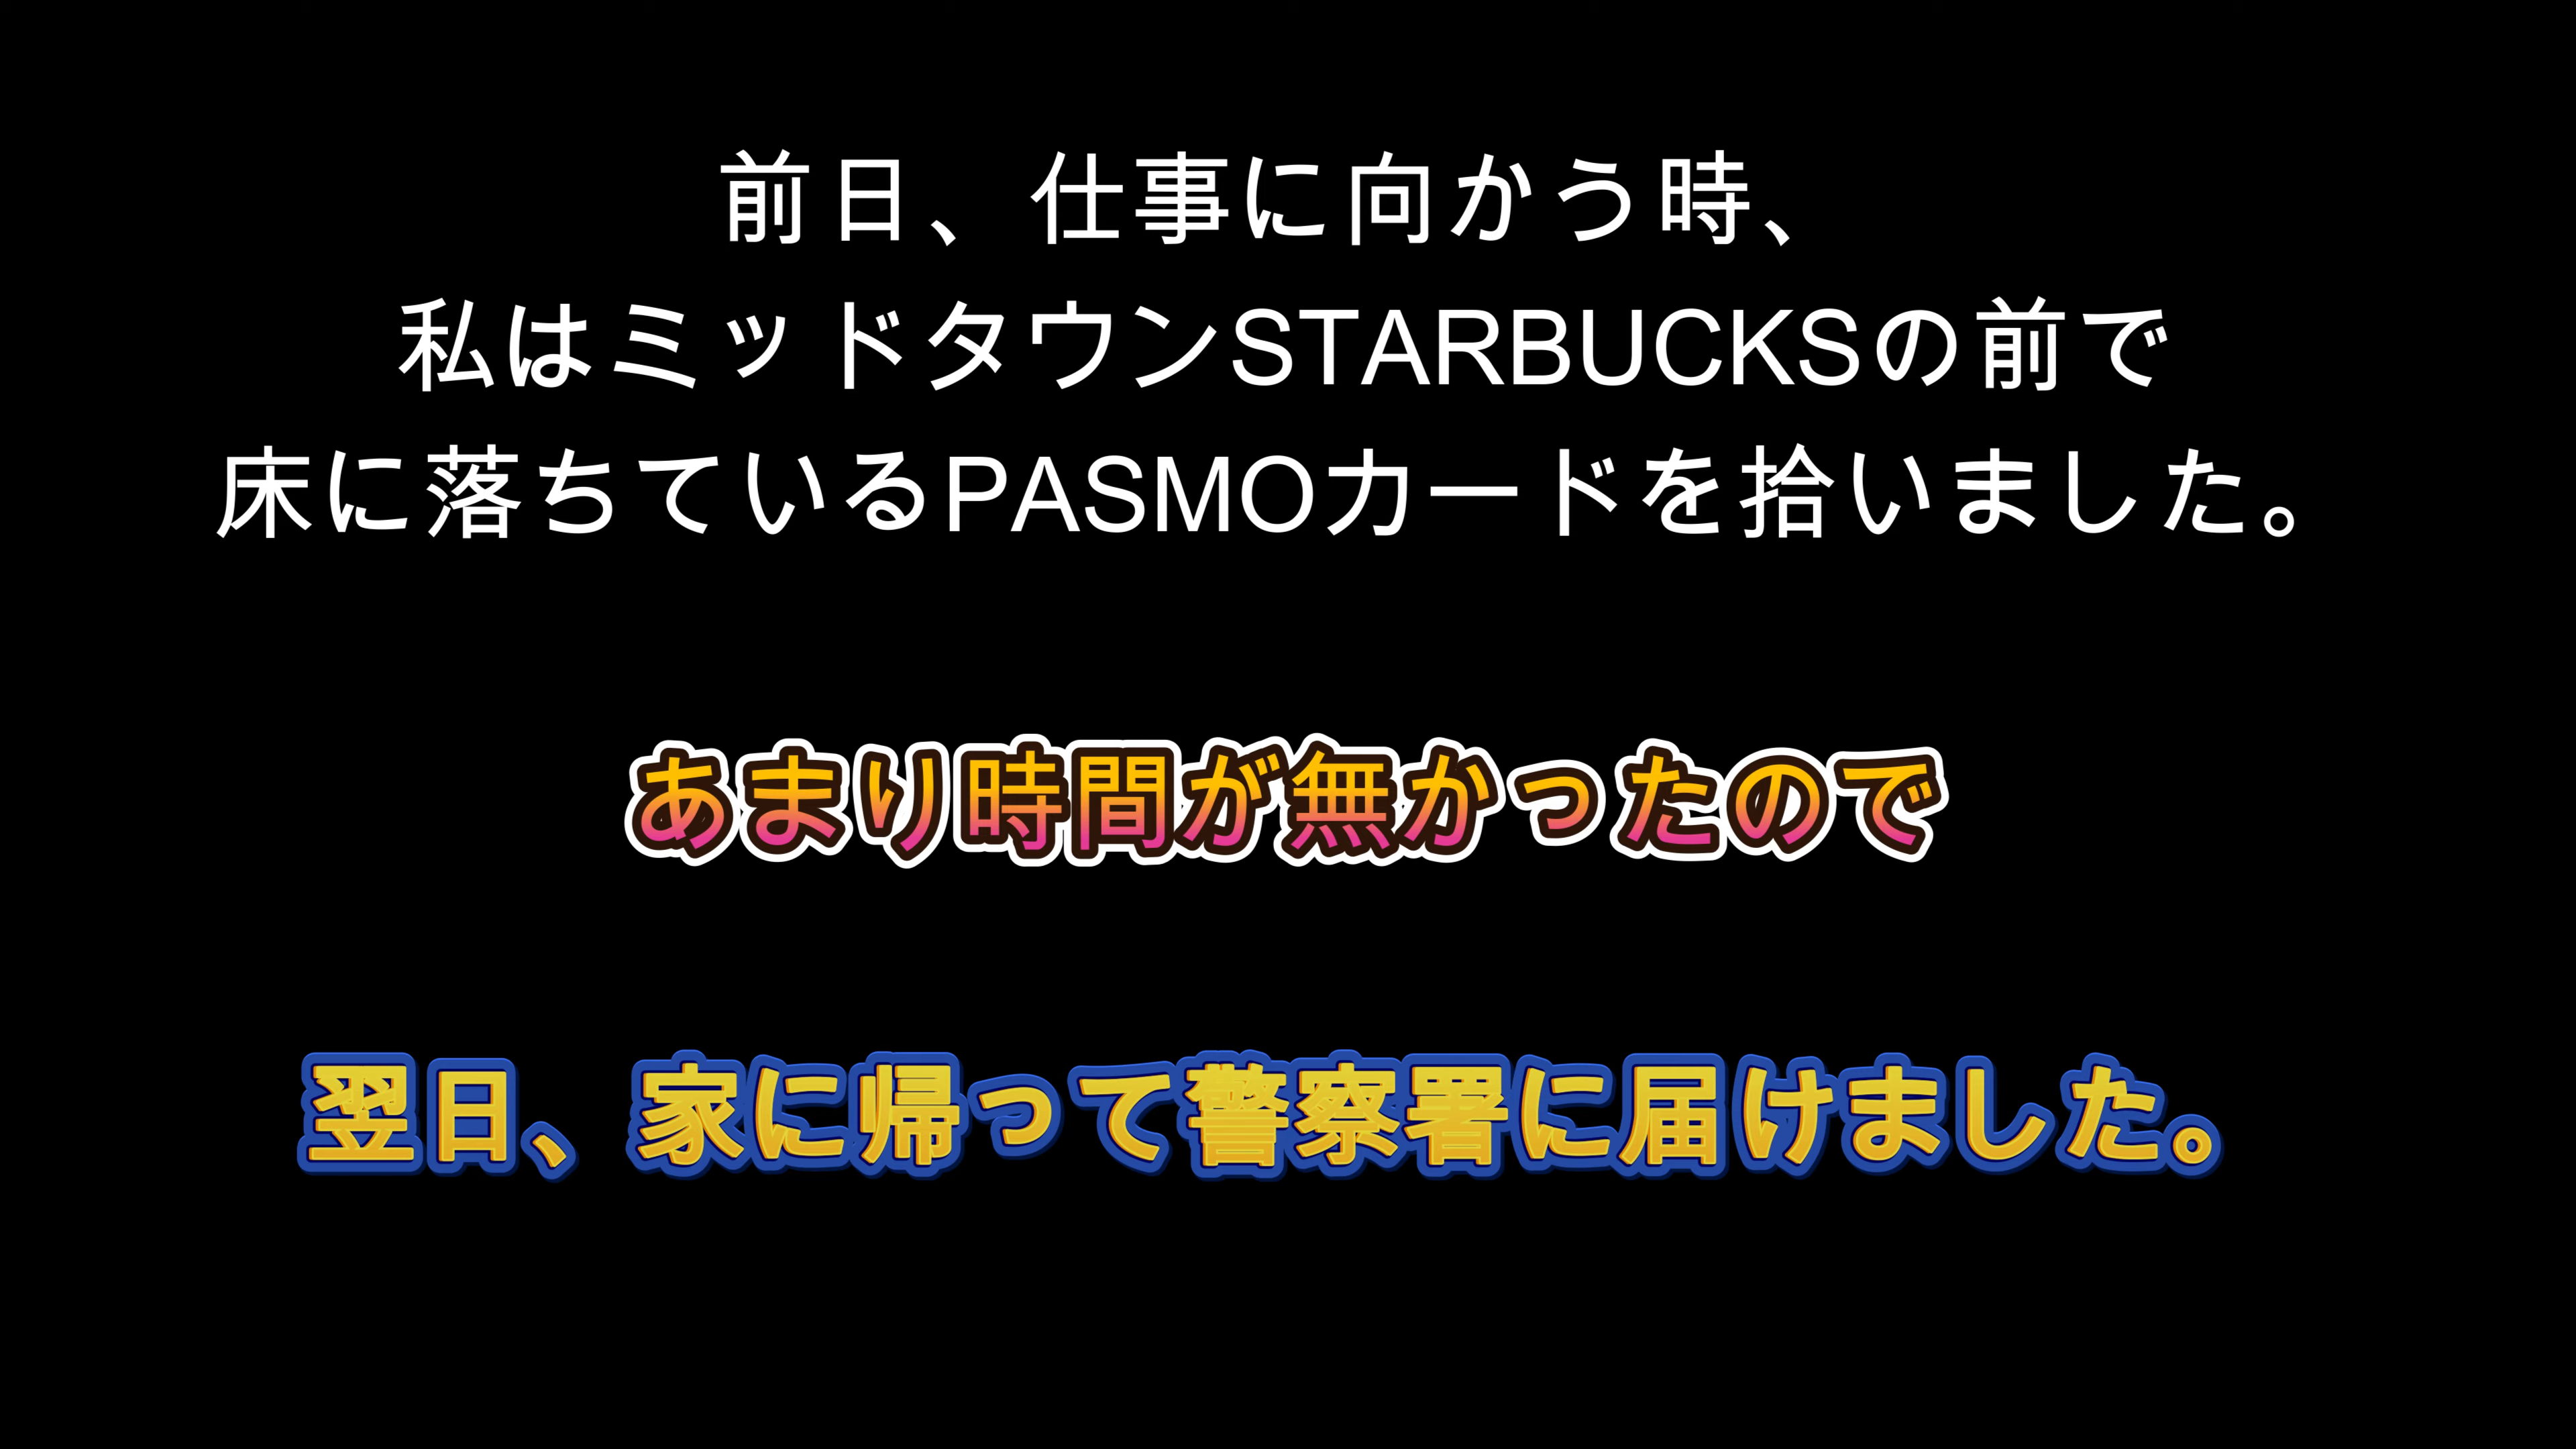 前日、仕事に向かう時、
私はミッドタウンSTARBUCKSの前で
床に落ちているPASMOカードを拾いました。
あまり時間が無かったので
翌日、家に帰って警察署に届けました。